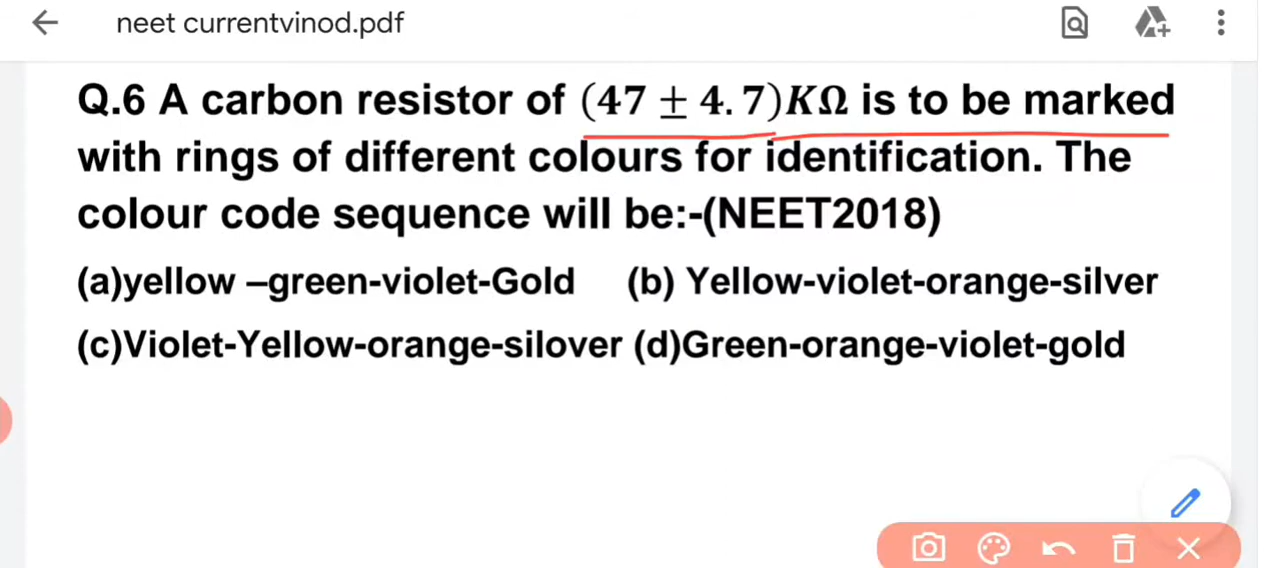 neet currentvinod.pdf
Q.6 A carbon resistor of (47 ± 4.7)KΩ is to be marked
with rings of different colours for identification. The
colour code sequence will be:-(NEET2018)
(a)yellow –green-violet-Gold (b) Yellow-violet-orange-silver
(c)Violet-Yellow-orange-silover (d)Green-orange-violet-gold